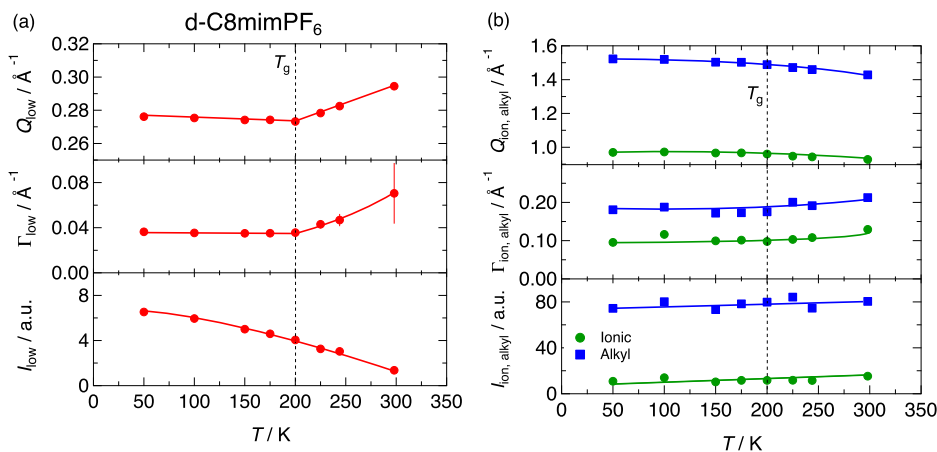 (a)
d-C8mimPF6
0.32
0.30
0.28
0.26
Qlow / Å-1
Tg
0.08
0.04
0.00
Γlow / Å-1
6
4
0
Ilow / a.u.
0 50 100 150 200 250 300 350
T / K
(b)
1.6
1.4
1.2
1.0
Qion, alkyl / Å-1
Tg
0.20
0.10
0.00
Γion, alkyl / Å-1
80
40
0
Iion, alkyl / a.u.
Ionic
Alkyl
0 50 100 150 200 250 300 350
T / K